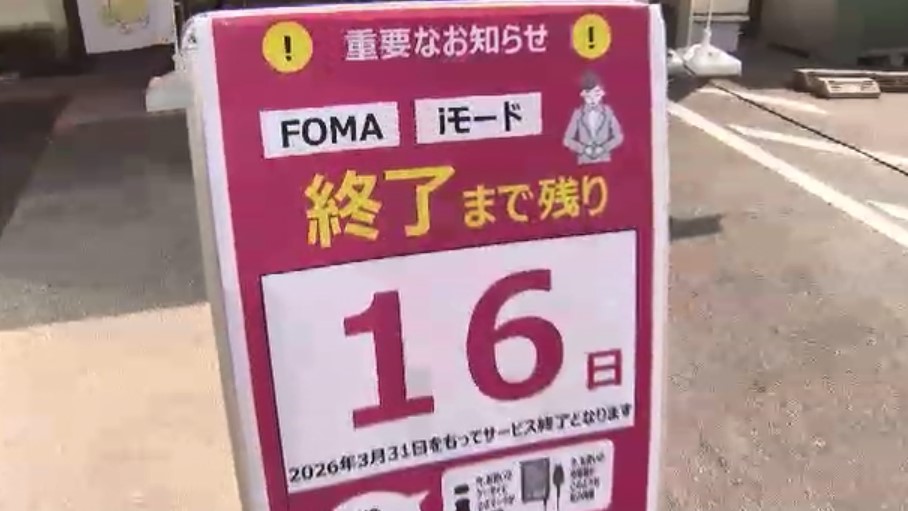 ! 重要なお知らせ !
FOMA iモード
終了まで残り
16日
2026年3月31日をもってサービス終了となります